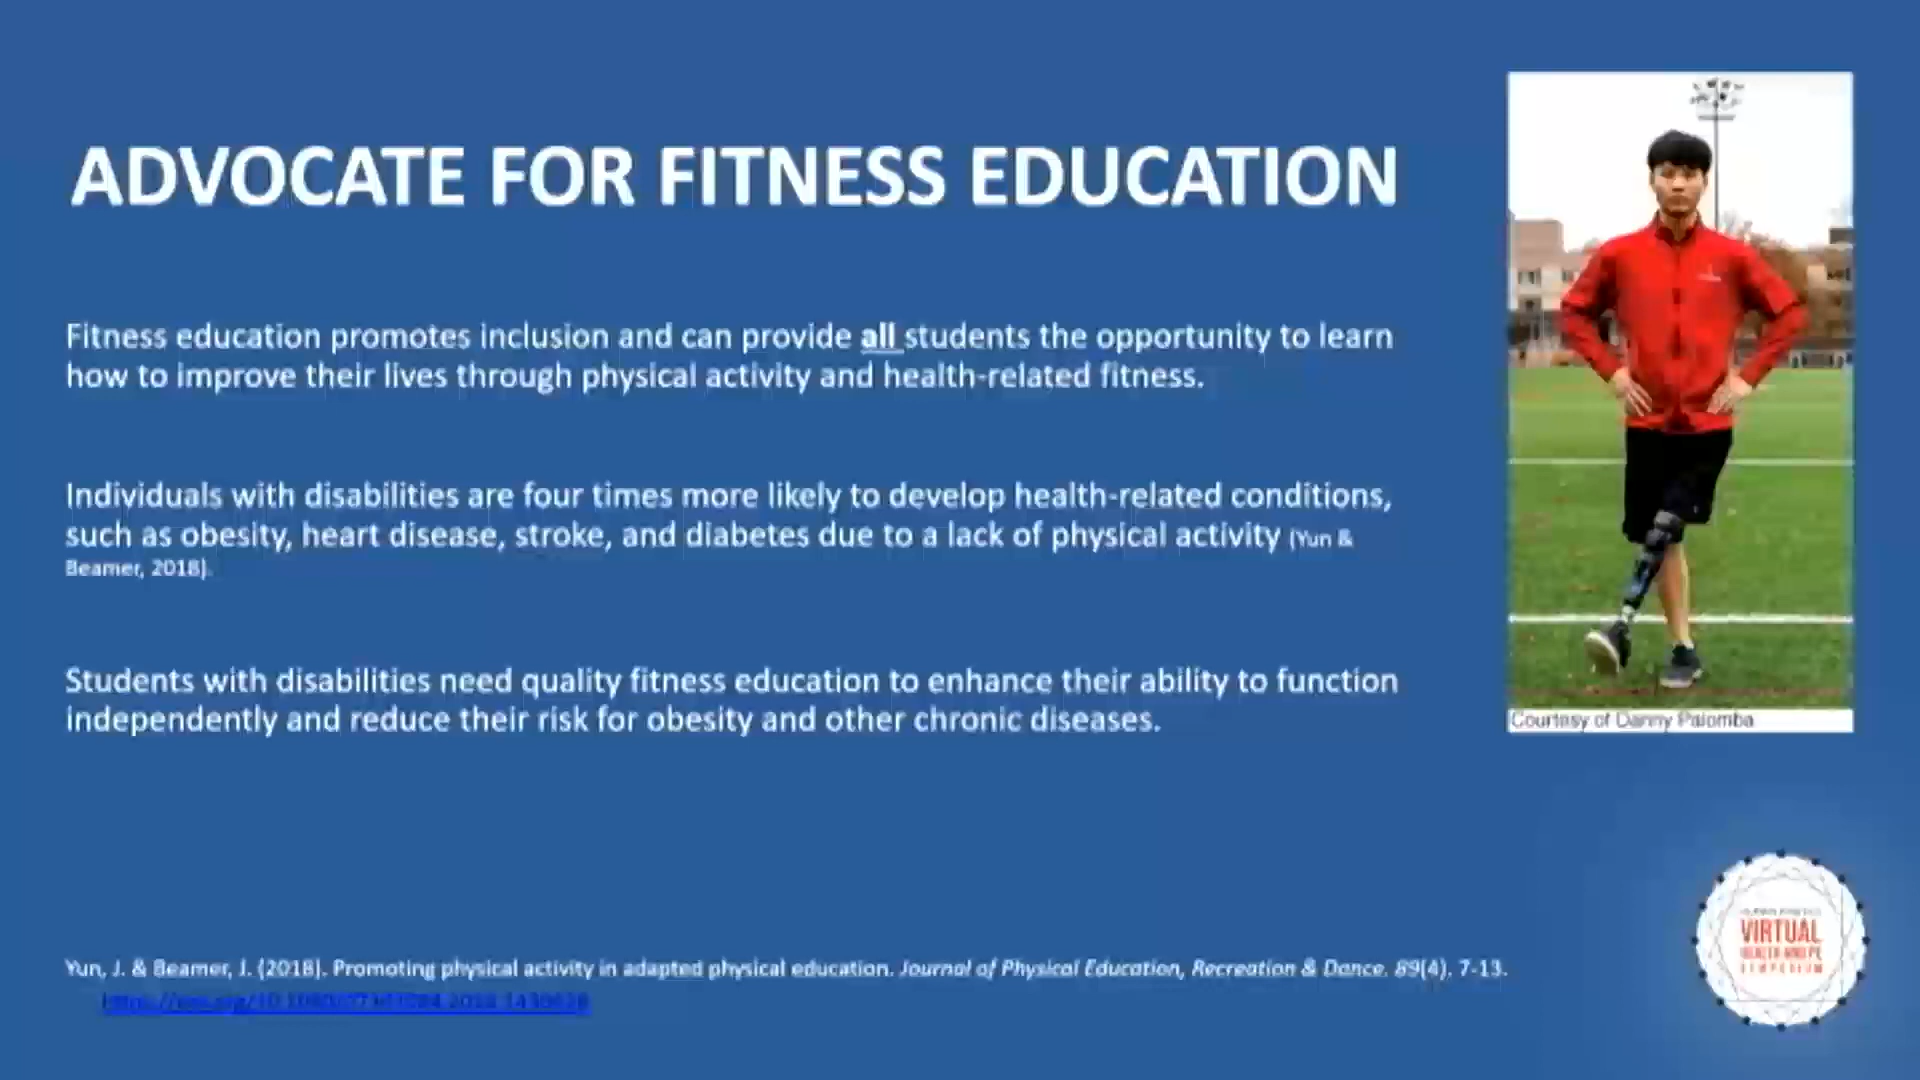 ADVOCATE FOR FITNESS EDUCATION
Fitness education promotes inclusion and can provide all students the opportunity to learn
how to improve their lives through physical activity and health-related fitness.
Individuals with disabilities are four times more likely to develop health-related conditions,
such as obesity, heart disease, stroke, and diabetes due to a lack of physical activity (Yun &
Beamer, 2018).
Students with disabilities need quality fitness education to enhance their ability to function
independently and reduce their risk for obesity and other chronic diseases.
Courtesy of Danny Palomba
Yun, J. & Beamer, J. (2018). Promoting physical activity in adapted physical education. Journal of Physical Education, Recreation & Dance. 89(4). 7-13.
VIRTUAL
HEALTH AND PE
SYMPOSIUM